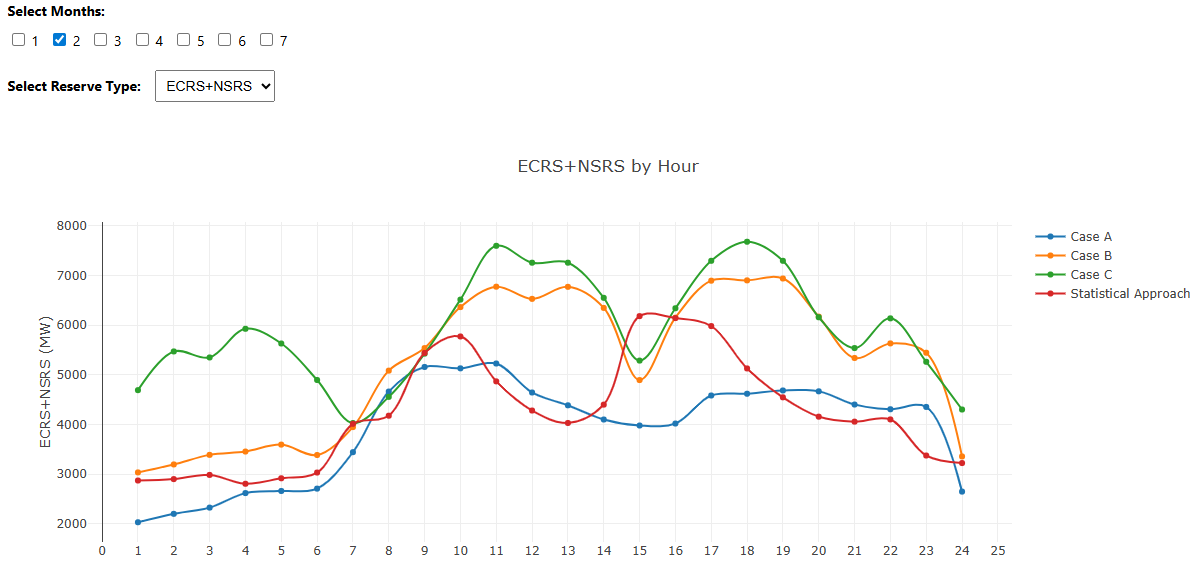 Select Months:
1 2 3 4 5 6 7
Select Reserve Type: ECRS+NSRS
ECRS+NSRS by Hour
8000
7000
6000
5000
4000
3000
2000
ECRS+NSRS (MW)
0 1 2 3 4 5 6 7 8 9 10 11 12 13 14 15 16 17 18 19 20 21 22 23 24 25
Case A
Case B
Case C
Statistical Approach